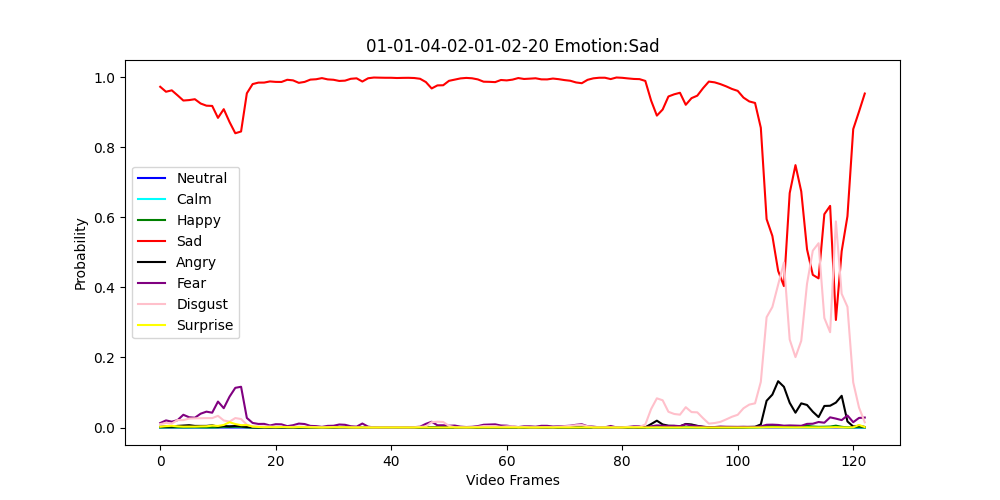 01-01-04-02-01-02-20 Emotion:Sad
1.0
0.8
0.6
0.4
0.2
0.0
Probability
Neutral
Calm
Happy
Sad
Angry
Fear
Disgust
Surprise
0 20 40 60 80 100 120
Video Frames